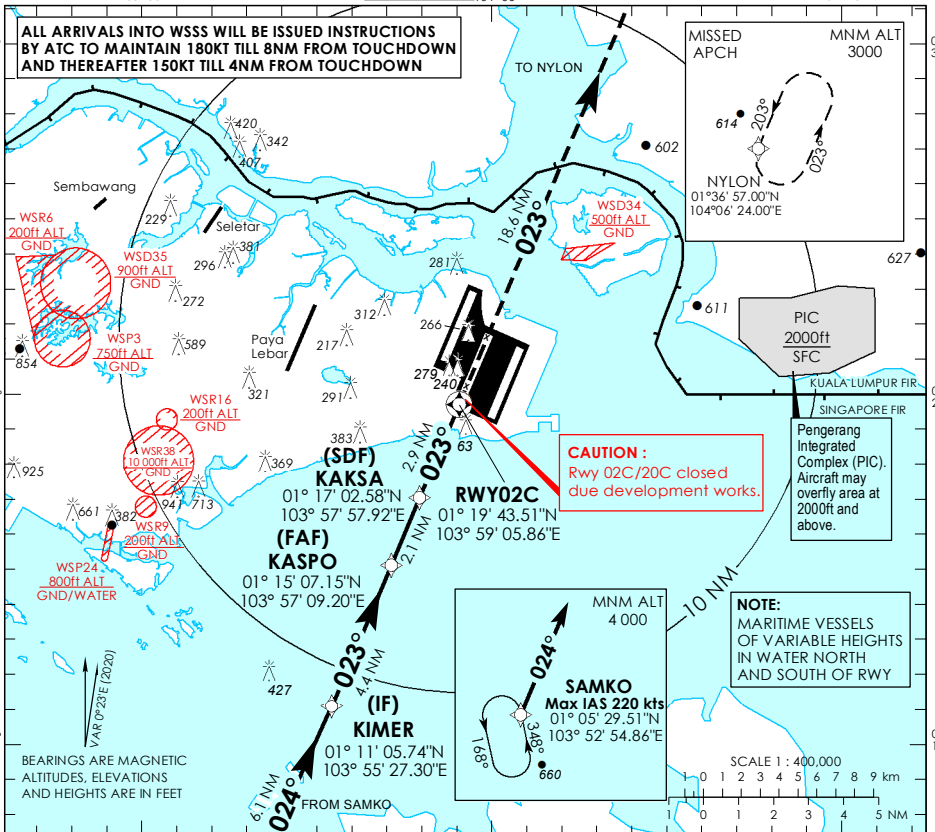 ALL ARRIVALS INTO WSSS WILL BE ISSUED INSTRUCTIONS
BY ATC TO MAINTAIN 180KT TILL 8NM FROM TOUCHDOWN
AND THEREAFTER 150KT TILL 4NM FROM TOUCHDOWN
TO NYLON
MISSED
APCH
MNM ALT
3000
614
203°
023°
NYLON
01°36' 57.00"N
104°06' 24.00"E
420
342
407
602
Sembawang
229
Seletar
18.6 NM
023°
WSD34
500ft ALT
GND
WSR6
200ft ALT
GND
WSD35
900ft ALT
GND
381
296
281
627
272
312
611
PIC
2000ft
SFC
WSP3
750ft ALT
GND
589
217
266
Paya
Lebar
854
279
240
321
291
KUALA LUMPUR FIR
SINGAPORE FIR
WSR16
200ft ALT
GND
63
383
Pengerang
Integrated
Complex (PIC).
Aircraft may
overfly area at
2000ft and
above.
CAUTION :
Rwy 02C/20C closed
due development works.
WSR38
10 000ft ALT
GND
925
369
2.9 NM
023°
(SDF)
KAKSA
01° 17' 02.58"N
103° 57' 57.92"E
RWY02C
01° 19' 43.51"N
103° 59' 05.86"E
941
713
661
382
WSR9
200ft ALT
GND
2.1 NM
(FAF)
KASPO
01° 15' 07.15"N
103° 57' 09.20"E
WSP24
800ft ALT
GND/WATER
10 NM
MNM ALT
4 000
024°
SAMKO
Max IAS 220 kts
01° 05' 29.51"N
103° 52' 54.86"E
168°
348°
660
NOTE:
MARITIME VESSELS
OF VARIABLE HEIGHTS
IN WATER NORTH
AND SOUTH OF RWY
023°
4.4 NM
427
(IF)
KIMER
01° 11' 05.74"N
103° 55' 27.30"E
VAR 0°23'E (2020)
BEARINGS ARE MAGNETIC
ALTITUDES, ELEVATIONS
AND HEIGHTS ARE IN FEET
6.1 NM
024°
FROM SAMKO
SCALE 1 : 400,000
1 0 1 2 3 4 5 6 7 8 9 km
1 0 1 2 3 4 5 NM